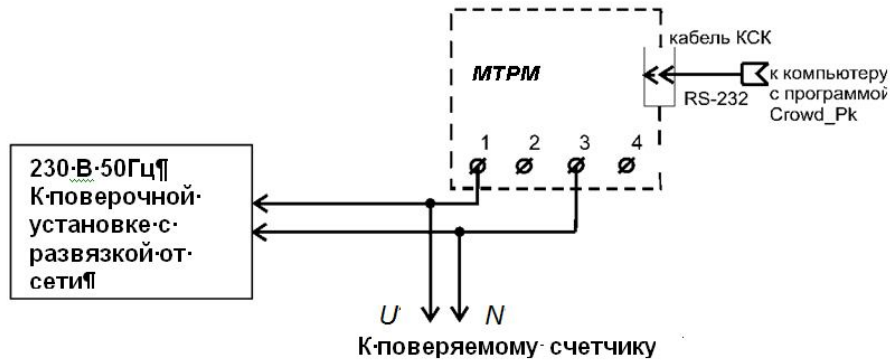 кабель КСК
МТРМ
к компьютеру
с программой
Crowd_Pk
RS-232
1 2 3 4
230·В·50Гц¶
К·поверочной·
установке·с·
развязкой·от·
сети¶
U N
К·поверяемому· счетчику